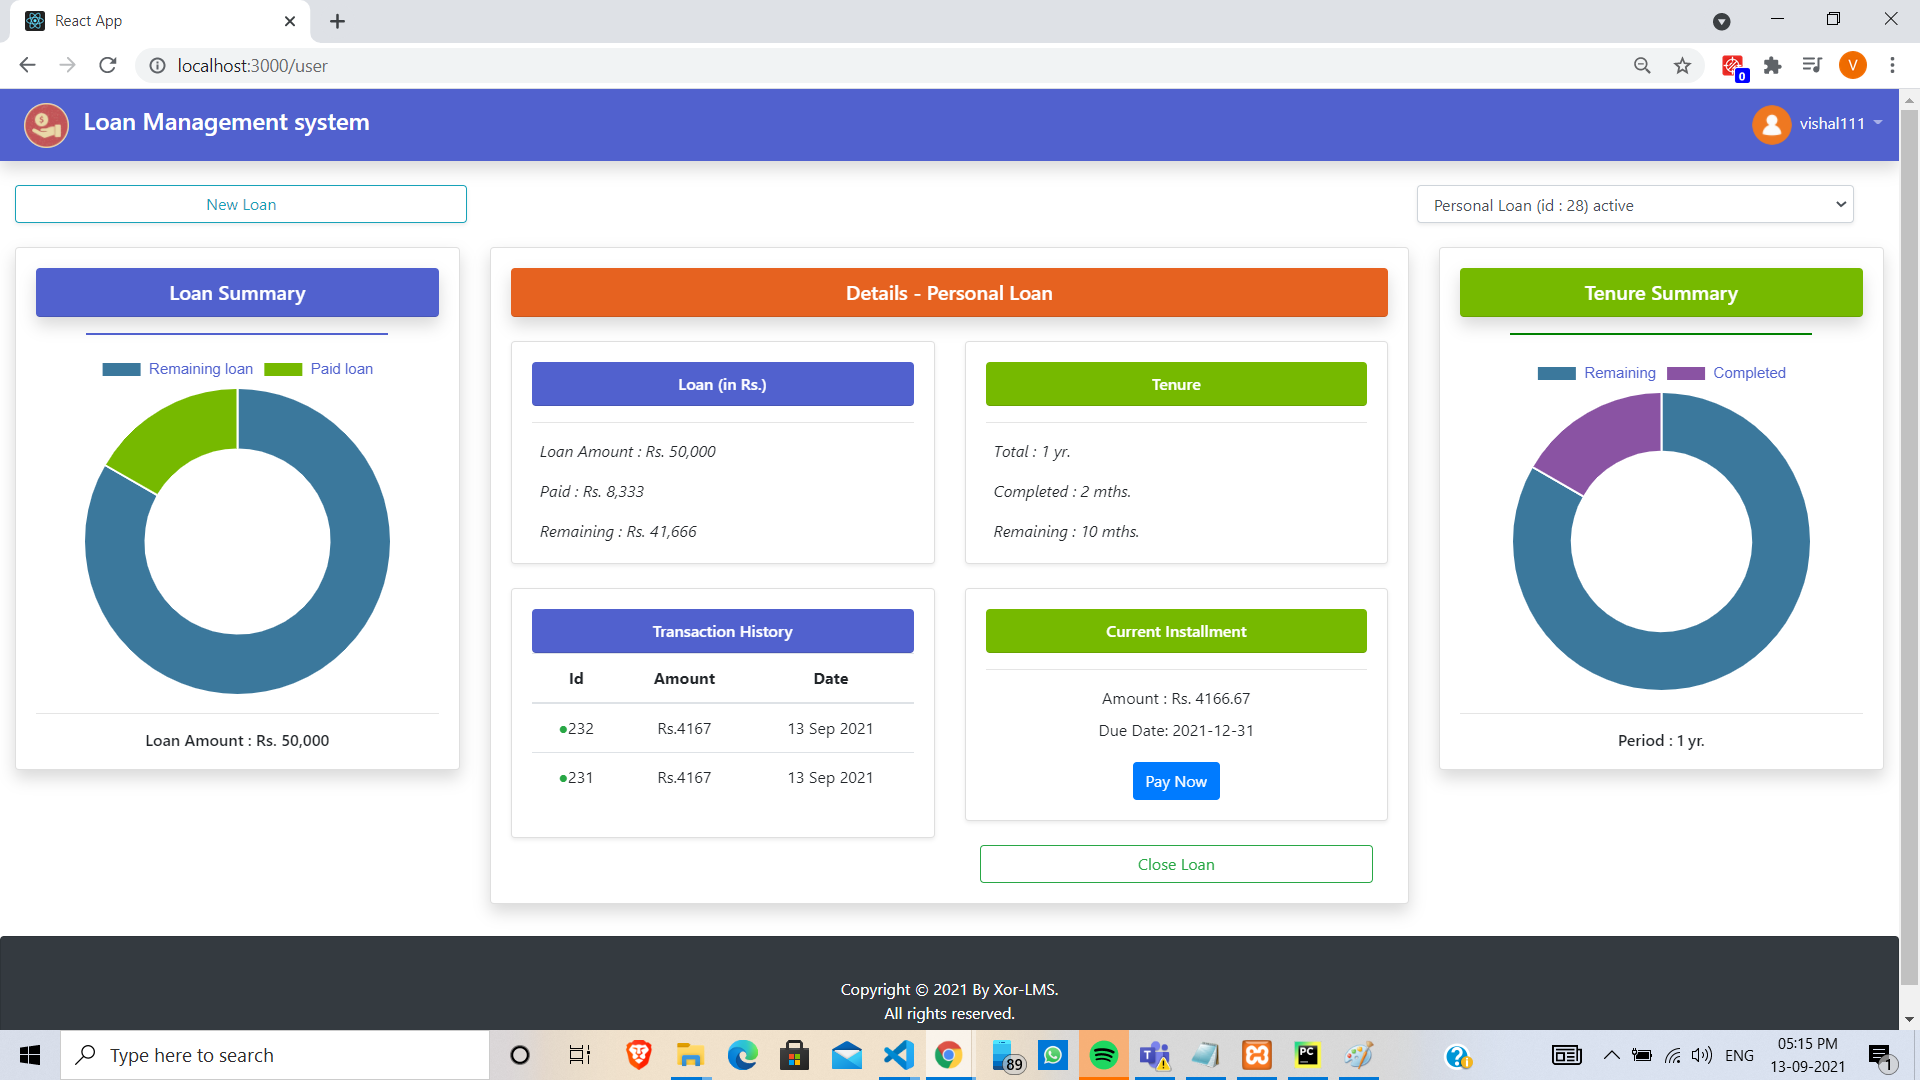 React App
localhost:3000/user
0
V
Loan Management system
vishal111
New Loan
Personal Loan (id : 28) active
Loan Summary
Remaining loan Paid loan
Loan Amount : Rs. 50,000
Details - Personal Loan
Loan (in Rs.)
Loan Amount : Rs. 50,000
Paid : Rs. 8,333
Remaining : Rs. 41,666
Tenure
Total : 1 yr.
Completed : 2 mths.
Remaining : 10 mths.
Transaction History
Id Amount Date
232 Rs.4167 13 Sep 2021
231 Rs.4167 13 Sep 2021
Current Installment
Amount : Rs. 4166.67
Due Date: 2021-12-31
Pay Now
Close Loan
Tenure Summary
Remaining Completed
Period : 1 yr.
Copyright © 2021 By Xor-LMS.
All rights reserved.
Type here to search
89
PC
ENG
05:15 PM
13-09-2021
1